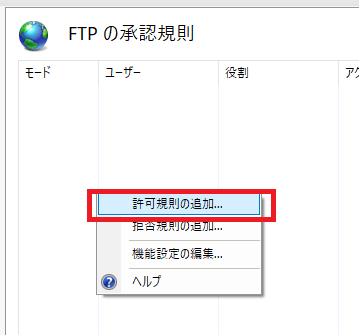 FTP の承認規則
モード ユーザー 役割 アク
許可規則の追加...
拒否規則の追加...
機能設定の編集...
ヘルプ